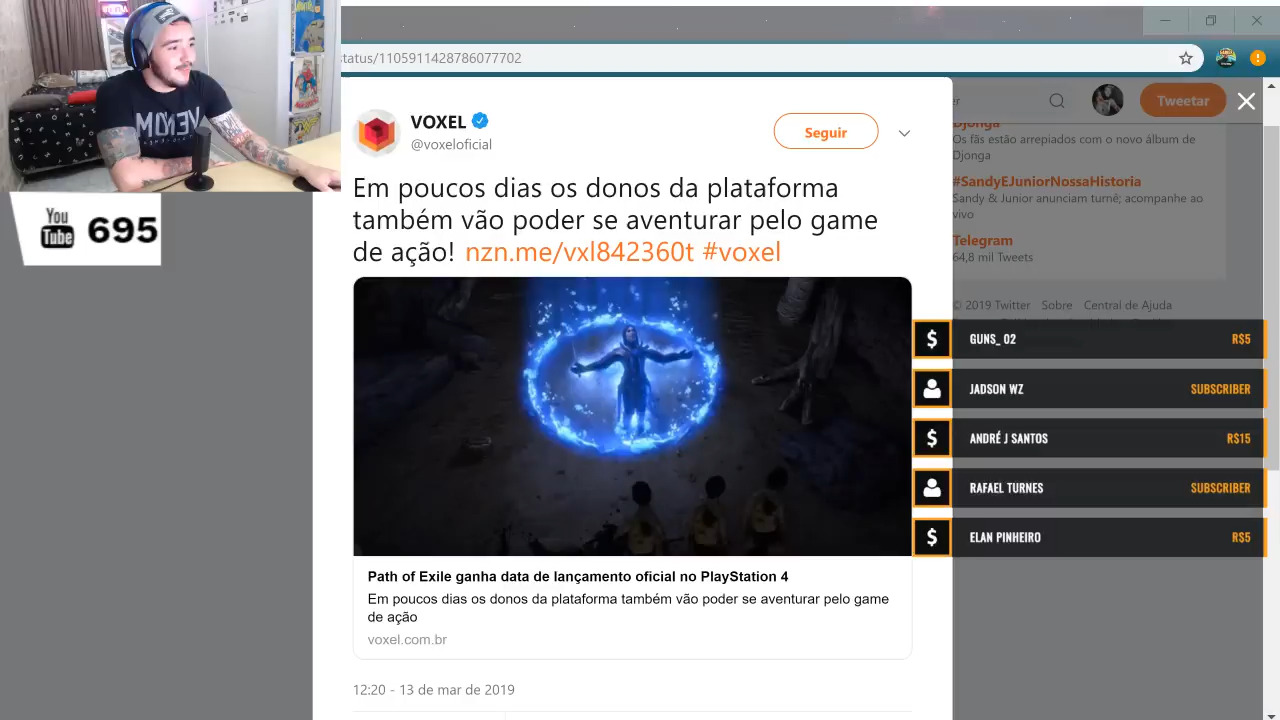 tatus/1105911428786077702
VOXEL
@voxeloficial
Seguir
Tweetar
Em poucos dias os donos da plataforma
também vão poder se aventurar pelo game
de ação! nzn.me/vxl842360t #voxel
Path of Exile ganha data de lançamento oficial no PlayStation 4
Em poucos dias os donos da plataforma também vão poder se aventurar pelo game
de ação
voxel.com.br
12:20 - 13 de mar de 2019
You
Tube
695
Djonga
Os fãs estão arrepiados com o novo álbum de
Djonga
#SandyEJuniorNossaHistoria
Sandy & Junior anunciam turnê; acompanhe ao
vivo
Telegram
64,8 mil Tweets
© 2019 Twitter Sobre Central de Ajuda
$ GUNS_ 02 R$5
JADSON WZ SUBSCRIBER
$ ANDRÉ J SANTOS R$15
RAFAEL TURNES SUBSCRIBER
$ ELAN PINHEIRO R$5